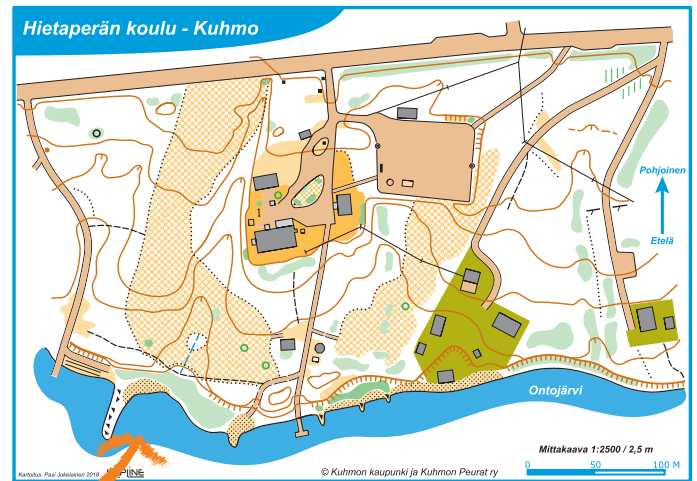 Hietaperän koulu - Kuhmo
Pohjoinen
Etelä
Ontojärvi
Mittakaava 1:2500 / 2,5 m
0 50 100 M
Kartoitus: Pasi Jokelainen 2018
© Kuhmon kaupunki ja Kuhmon Peurat ry